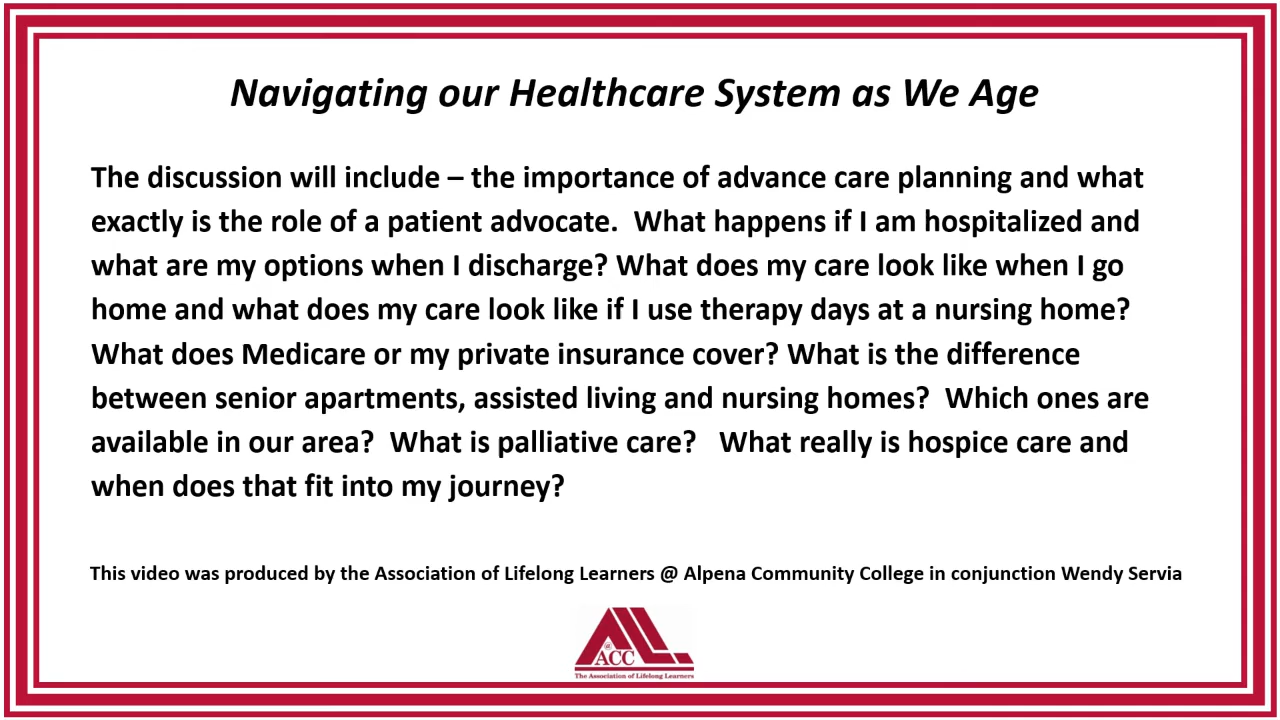 Navigating our Healthcare System as We Age
The discussion will include – the importance of advance care planning and what
exactly is the role of a patient advocate.  What happens if I am hospitalized and
what are my options when I discharge? What does my care look like when I go
home and what does my care look like if I use therapy days at a nursing home?
What does Medicare or my private insurance cover? What is the difference
between senior apartments, assisted living and nursing homes?  Which ones are
available in our area?  What is palliative care?   What really is hospice care and
when does that fit into my journey?
This video was produced by the Association of Lifelong Learners @ Alpena Community College in conjunction Wendy Servia
@
ACC
The Association of Lifelong Learners